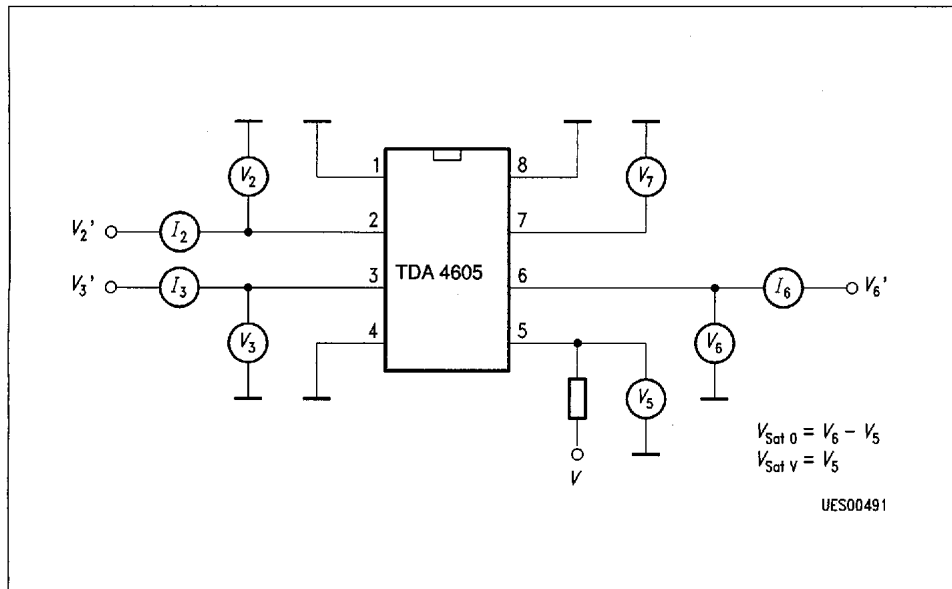 1
8
V2
V7
V2'
I2
2
7
V3'
I3
3
TDA 4605
6
I6
V6'
V3
4
5
V6
V5
V
VSat 0 = V6 – V5
VSat V = V5
UES00491